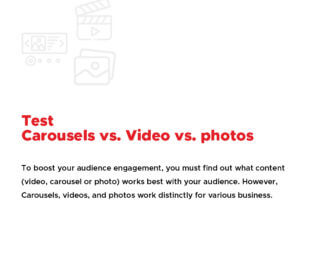 Test
Carousels vs. Video vs. photos
To boost your audience engagement, you must find out what content
(video, carousel or photo) works best with your audience. However,
Carousels, videos, and photos work distinctly for various business.